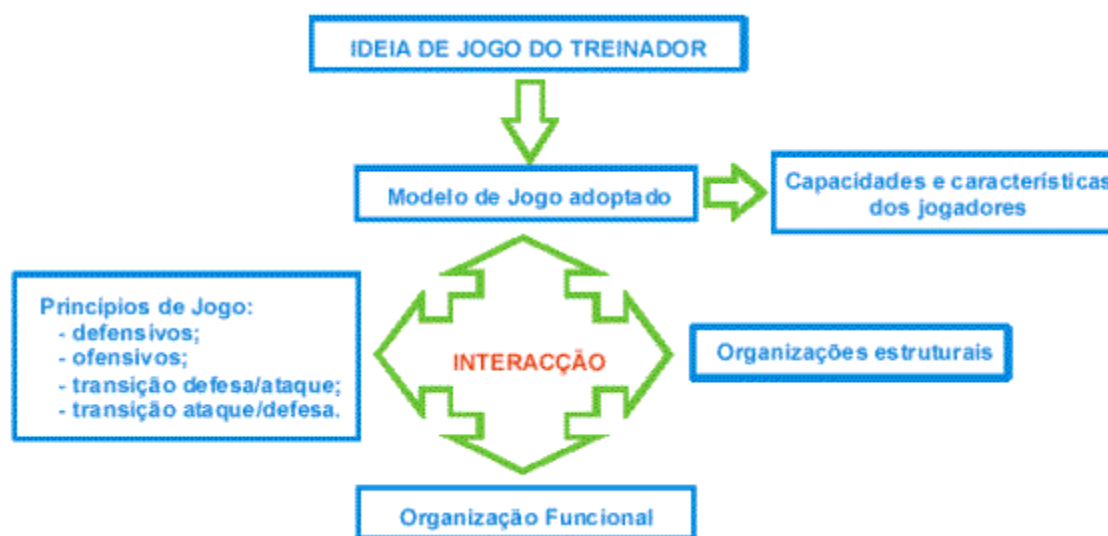 IDEIA DE JOGO DO TREINADOR
Modelo de Jogo adoptado
Capacidades e características
dos jogadores
Princípios de Jogo:
- defensivos;
- ofensivos;
- transição defesa/ataque;
- transição ataque/defesa.
INTERACÇÃO
Organizações estruturais
Organização Funcional